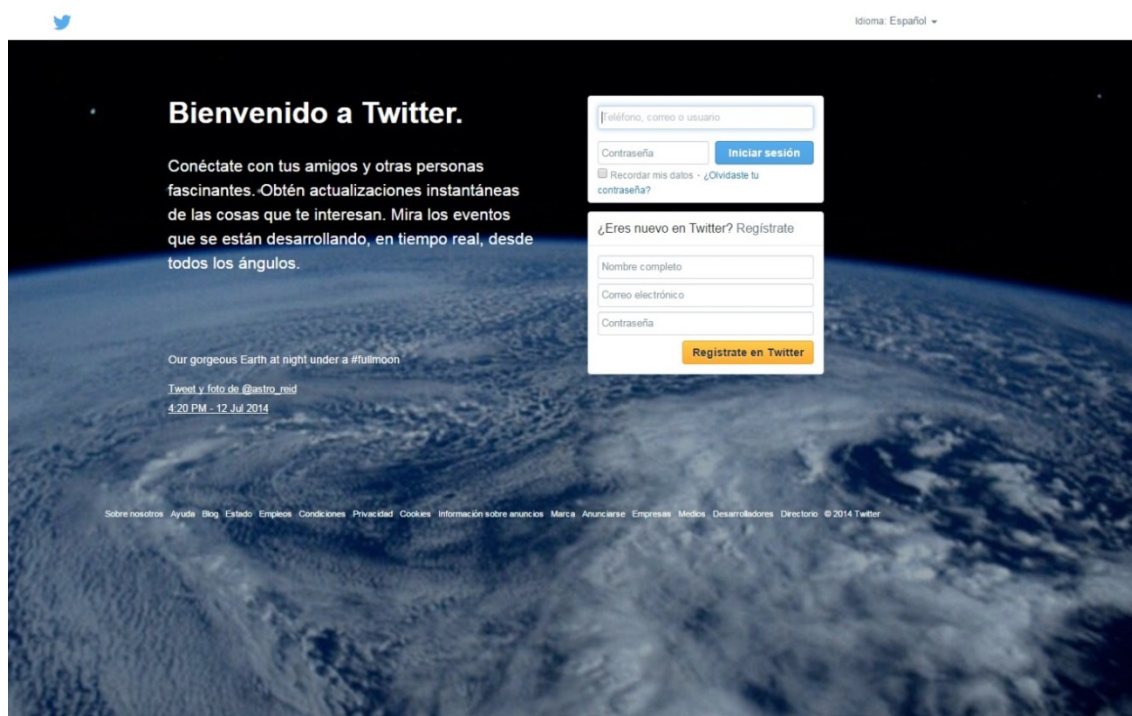 Idioma: Español
Bienvenido a Twitter.
Conéctate con tus amigos y otras personas
fascinantes. Obtén actualizaciones instantáneas
de las cosas que te interesan. Mira los eventos
que se están desarrollando, en tiempo real, desde
todos los ángulos.
Our gorgeous Earth at night under a #fullmoon
Tweet y foto de @astro_reid
4:20 PM - 12 Jul 2014
Teléfono, correo o usuario
Contraseña
Iniciar sesión
Recordar mis datos · ¿Olvidaste tu
contraseña?
¿Eres nuevo en Twitter? Regístrate
Nombre completo
Correo electrónico
Contraseña
Regístrate en Twitter
Sobre nosotros Ayuda Blog Estado Empleos Condiciones Privacidad Cookies Información sobre anuncios Marca Anunciarse Empresas Medios Desarrolladores Directorio © 2014 Twitter